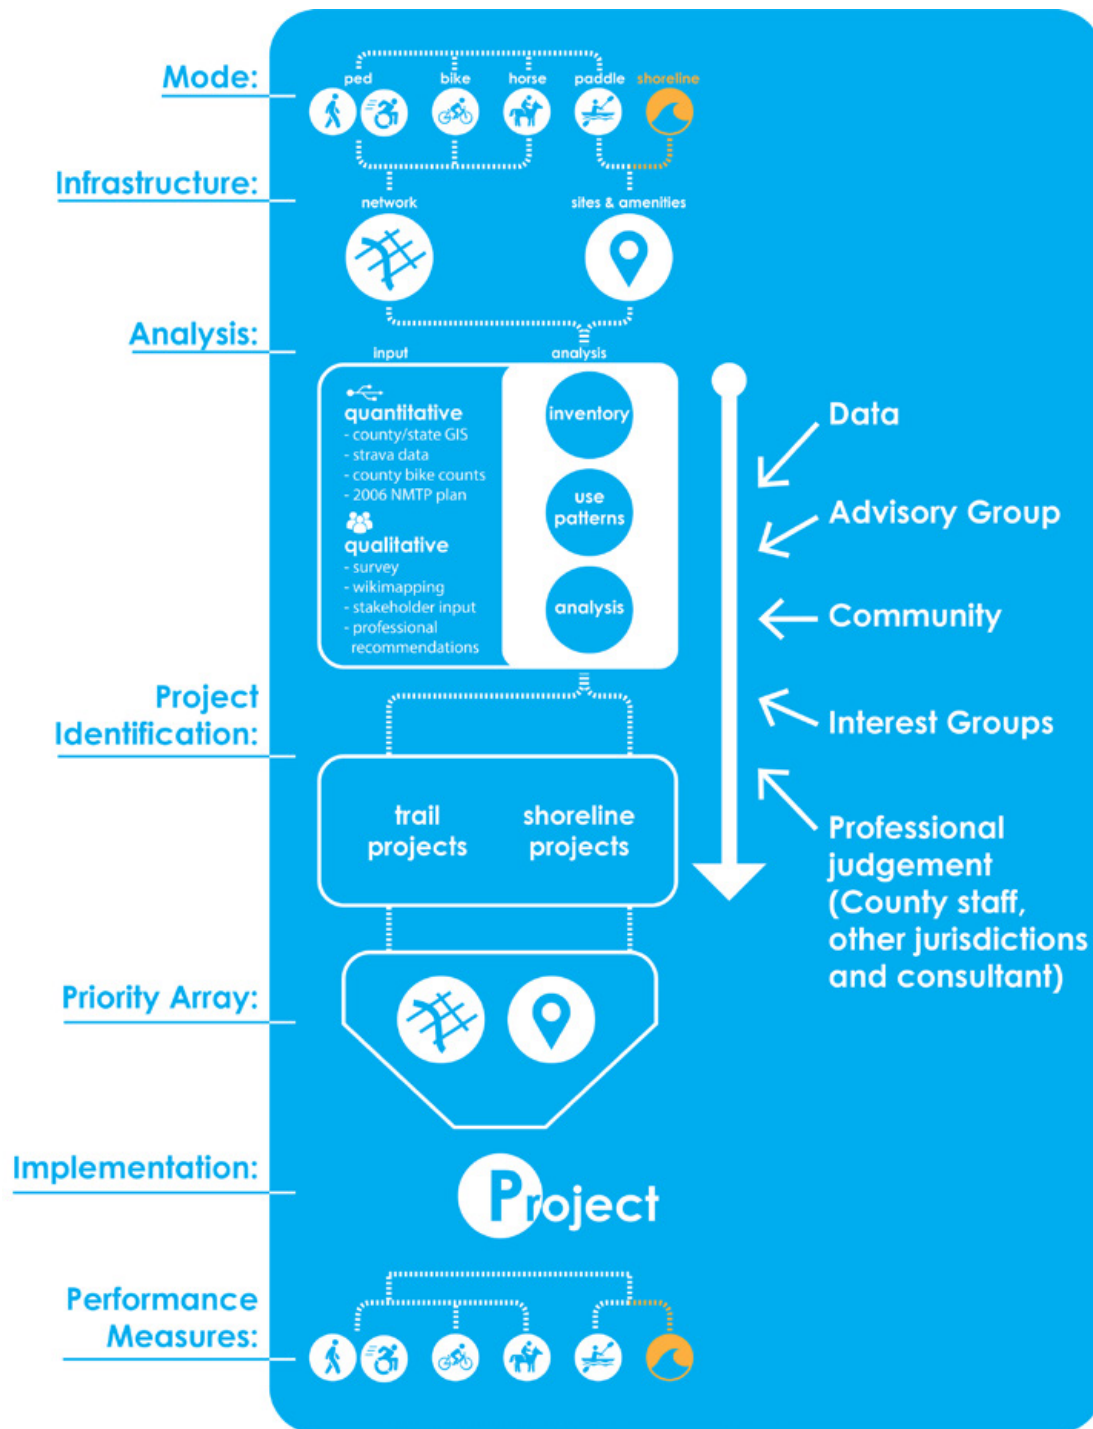 Mode:
ped
bike
horse
paddle
shoreline
Infrastructure:
network
sites & amenities
Analysis:
input
analysis
quantitative
- county/state GIS
- strava data
- county bike counts
- 2006 NMTP plan
qualitative
- survey
- wikimapping
- stakeholder input
- professional
recommendations
inventory
use
patterns
analysis
Data
Advisory Group
Community
Interest Groups
Professional
judgement
(County staff,
other jurisdictions
and consultant)
Project
Identification:
trail
projects
shoreline
projects
Priority Array:
Implementation:
Project
Performance
Measures: